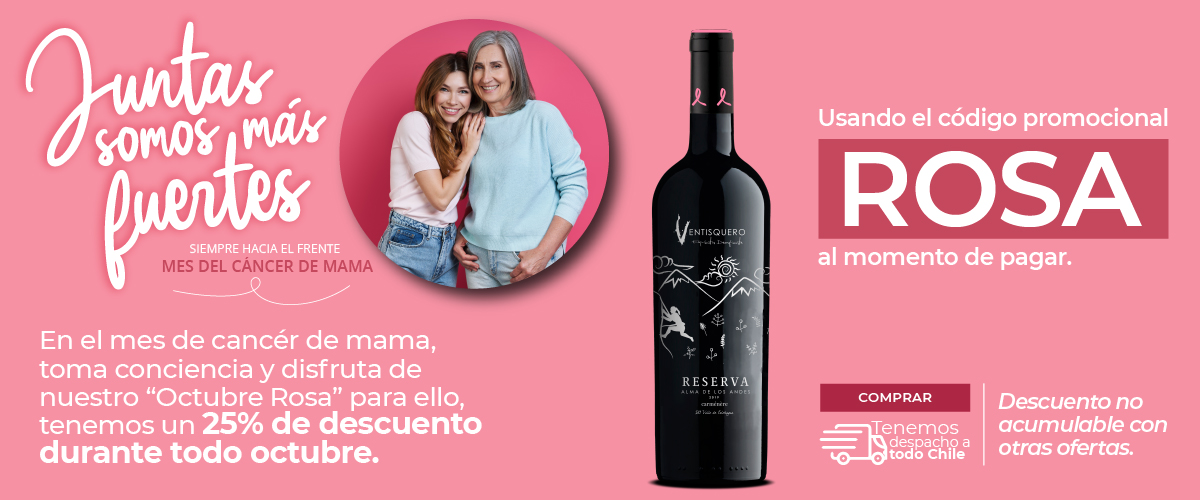 Juntas
somos más
fuertes
SIEMPRE HACIA EL FRENTE
MES DEL CÁNCER DE MAMA
En el mes de cancér de mama,
toma conciencia y disfruta de
nuestro “Octubre Rosa” para ello,
tenemos un 25% de descuento
durante todo octubre.
VENTISQUERO
RESERVA
ALMA DE LOS ANDES
2019
carménère
Usando el código promocional
ROSA
al momento de pagar.
COMPRAR
Tenemos
despacho a
todo Chile
Descuento no
acumulable con
otras ofertas.